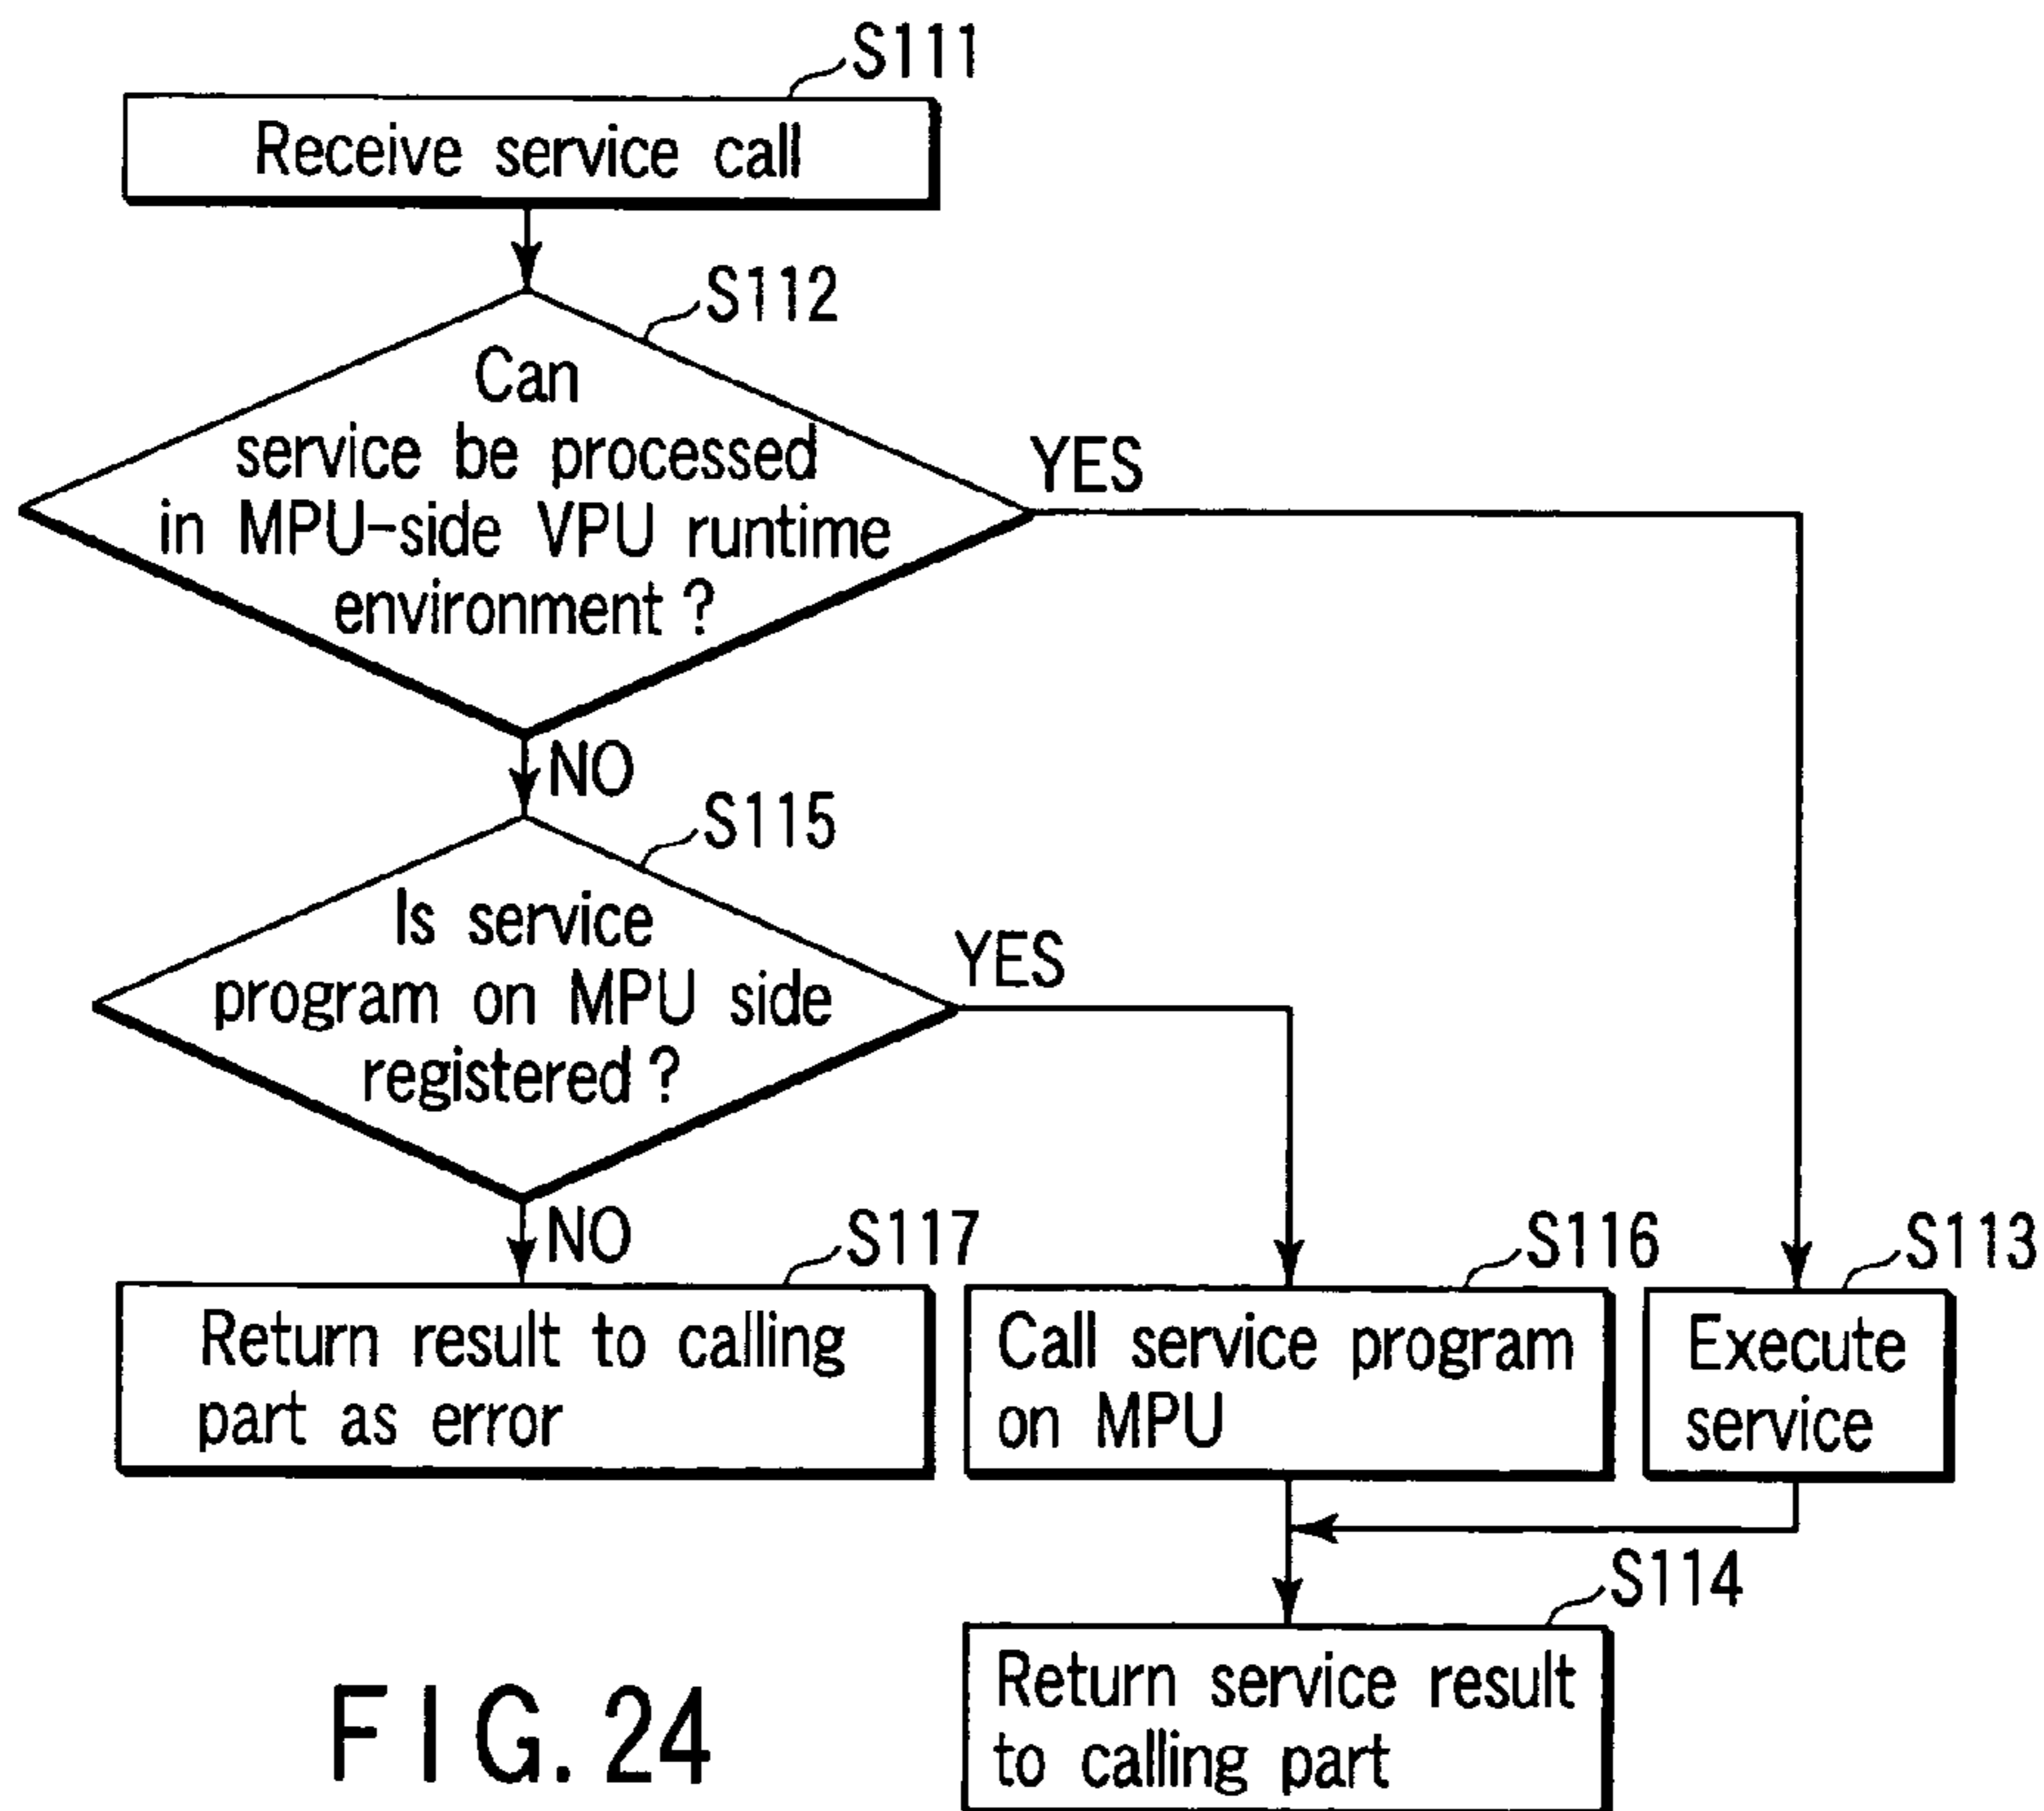 S111
Receive service call
S112
Can
service be processed
in MPU-side VPU runtime
environment ?
YES
NO
S115
Is service
program on MPU side
registered ?
YES
NO
S117
Return result to calling
part as error
S116
Call service program
on MPU
S113
Execute
service
S114
Return service result
to calling part
FIG. 24